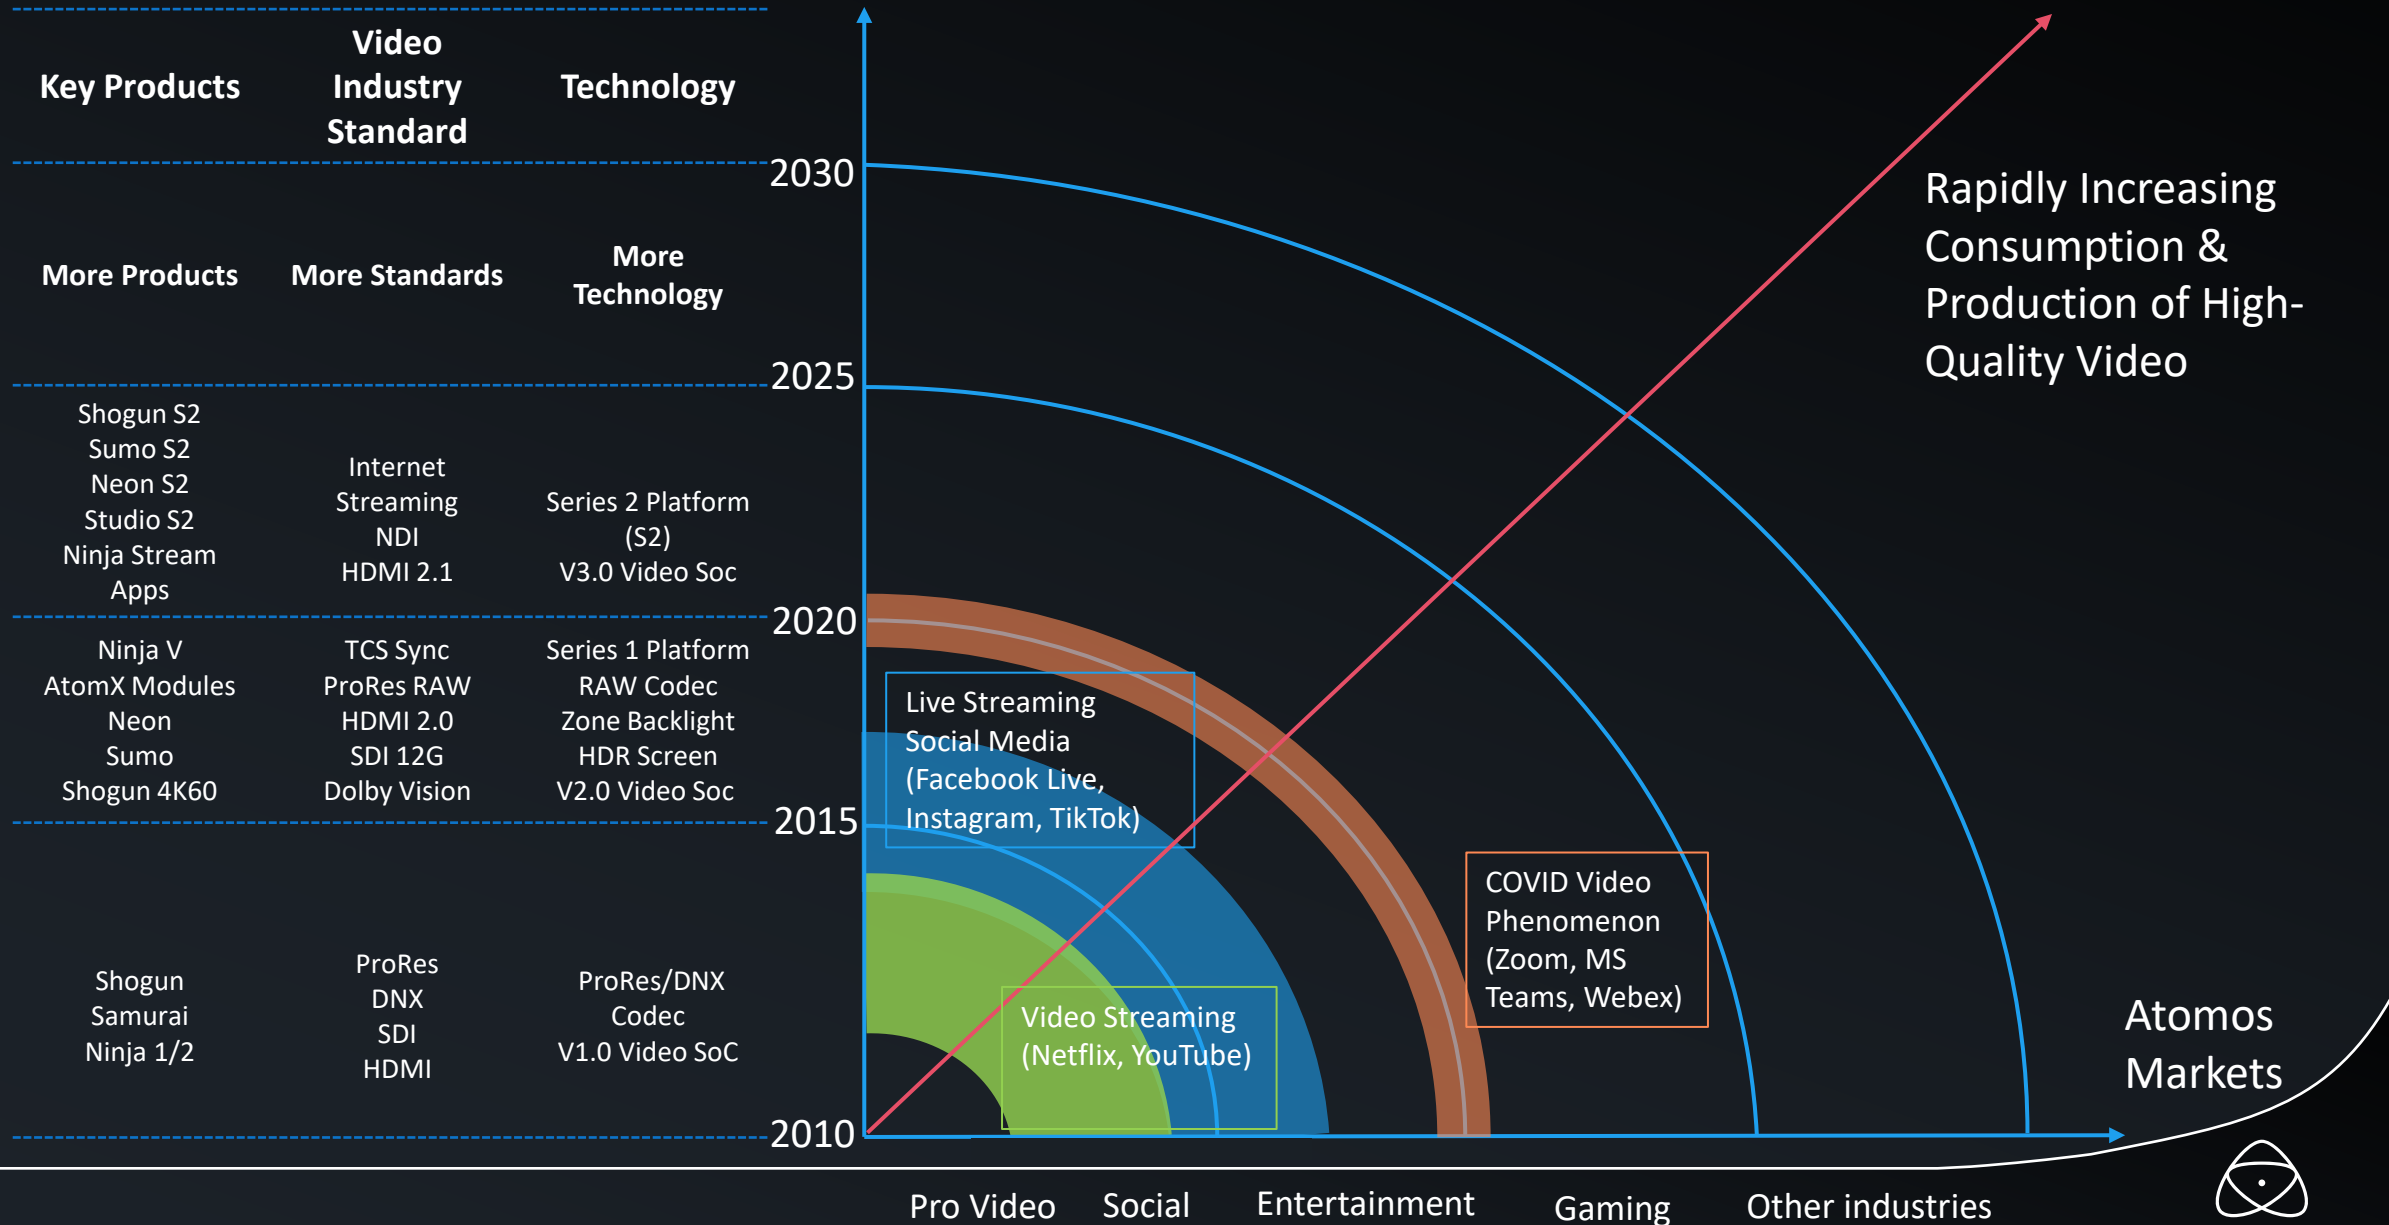 Key Products
Video
Industry
Standard
Technology
2030
More Products
More Standards
More
Technology
2025
Shogun S2
Sumo S2
Neon S2
Studio S2
Ninja Stream
Apps
Internet
Streaming
NDI
HDMI 2.1
Series 2 Platform
(S2)
V3.0 Video Soc
2020
Ninja V
AtomX Modules
Neon
Sumo
Shogun 4K60
TCS Sync
ProRes RAW
HDMI 2.0
SDI 12G
Dolby Vision
Series 1 Platform
RAW Codec
Zone Backlight
HDR Screen
V2.0 Video Soc
2015
Shogun
Samurai
Ninja 1/2
ProRes
DNX
SDI
HDMI
ProRes/DNX
Codec
V1.0 Video SoC
2010
Rapidly Increasing
Consumption &
Production of High-
Quality Video
Live Streaming
Social Media
(Facebook Live,
Instagram, TikTok)
COVID Video
Phenomenon
(Zoom, MS
Teams, Webex)
Video Streaming
(Netflix, YouTube)
Atomos
Markets
Pro Video
Social
Entertainment
Gaming
Other industries